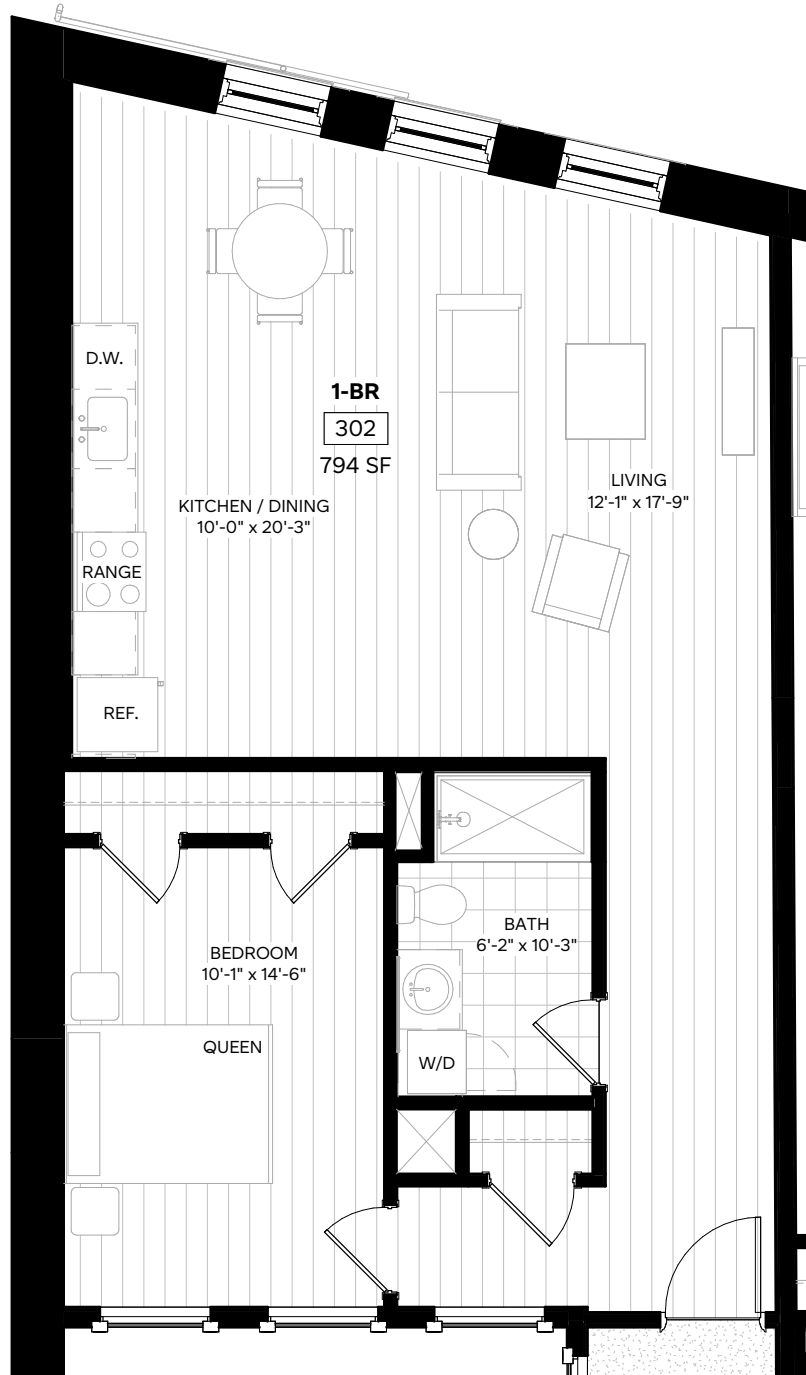 D.W.
1-BR
302
794 SF
LIVING
12'-1" x 17'-9"
KITCHEN / DINING
10'-0" x 20'-3"
RANGE
REF.
BATH
6'-2" x 10'-3"
BEDROOM
10'-1" x 14'-6"
QUEEN
W/D